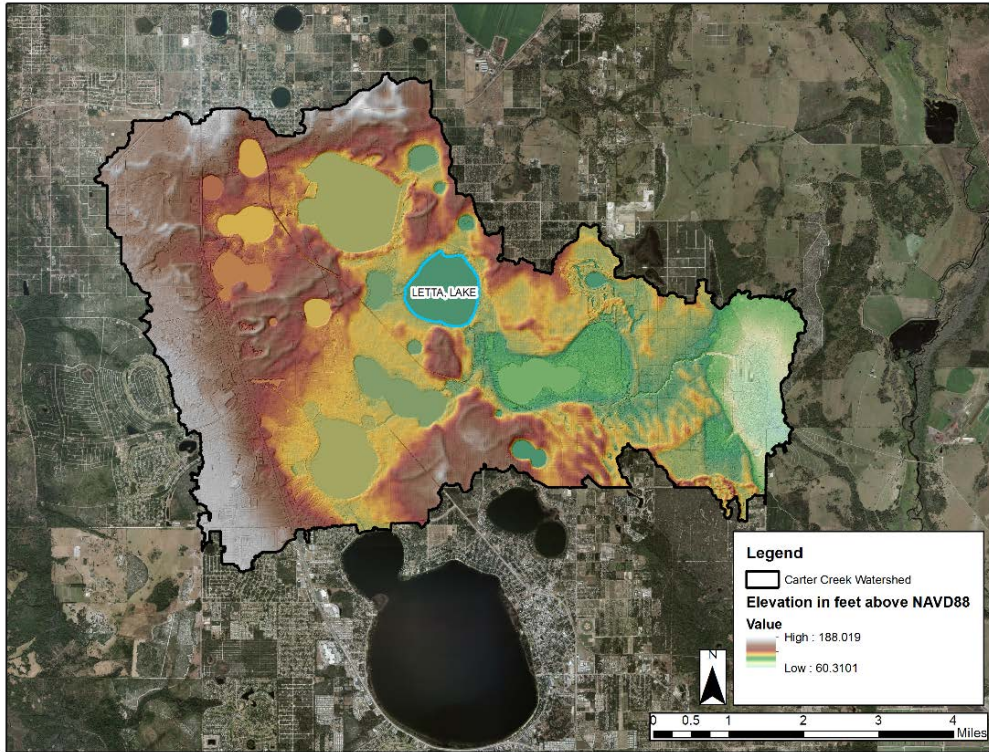 LETTA, LAKE
Legend
Carter Creek Watershed
Elevation in feet above NAVD88
Value
High : 188.019
Low : 60.3101
N
0 0.5 1 2 3 4
Miles